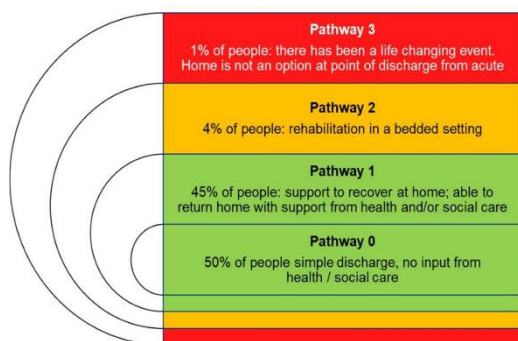 Pathway 3
1% of people: there has been a life changing event.
Home is not an option at point of discharge from acute
Pathway 2
4% of people: rehabilitation in a bedded setting
Pathway 1
45% of people: support to recover at home; able to
return home with support from health and/or social care
Pathway 0
50% of people simple discharge, no input from
health / social care